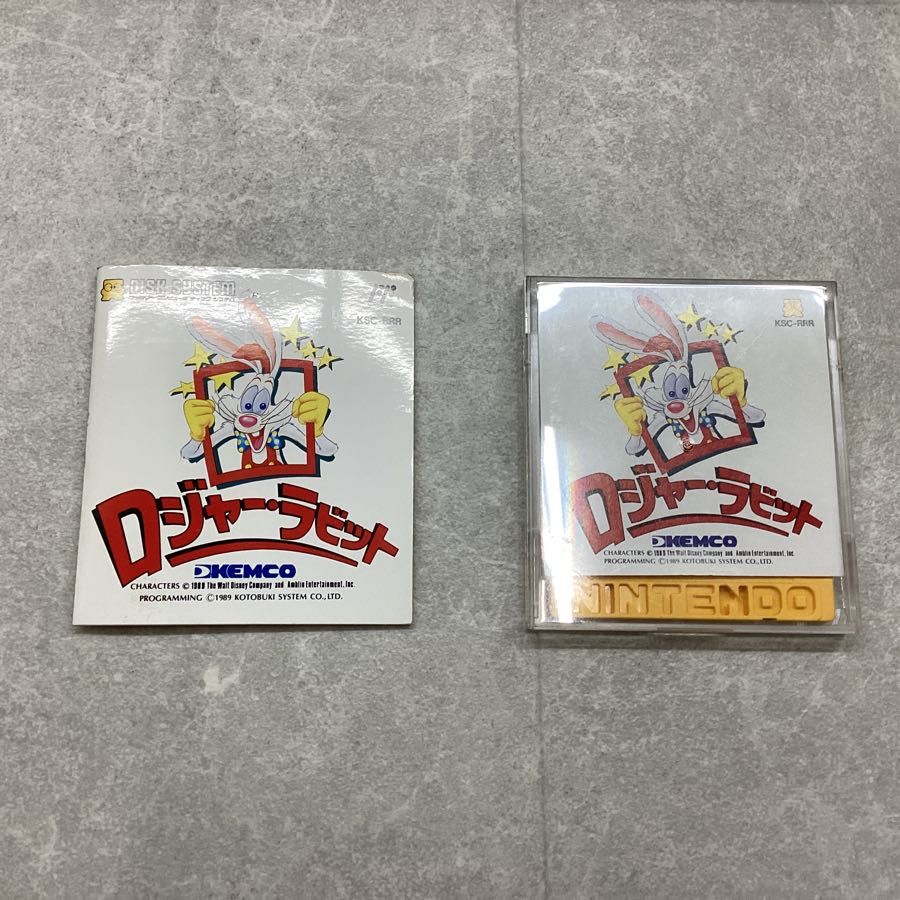 DISK SYSTEM
KSC-RRR
ロジャー・ラビット
KEMCO
CHARACTERS © 1989 The Walt Disney Company and Amblin Entertainment, Inc.
PROGRAMMING ©1989 KOTOBUKI SYSTEM CO., LTD.
KSC-RRR
ロジャー・ラビット
KEMCO
CHARACTERS © 1989 The Walt Disney Company and Amblin Entertainment, Inc.
PROGRAMMING ©1989 KOTOBUKI SYSTEM CO., LTD.
NINTENDO